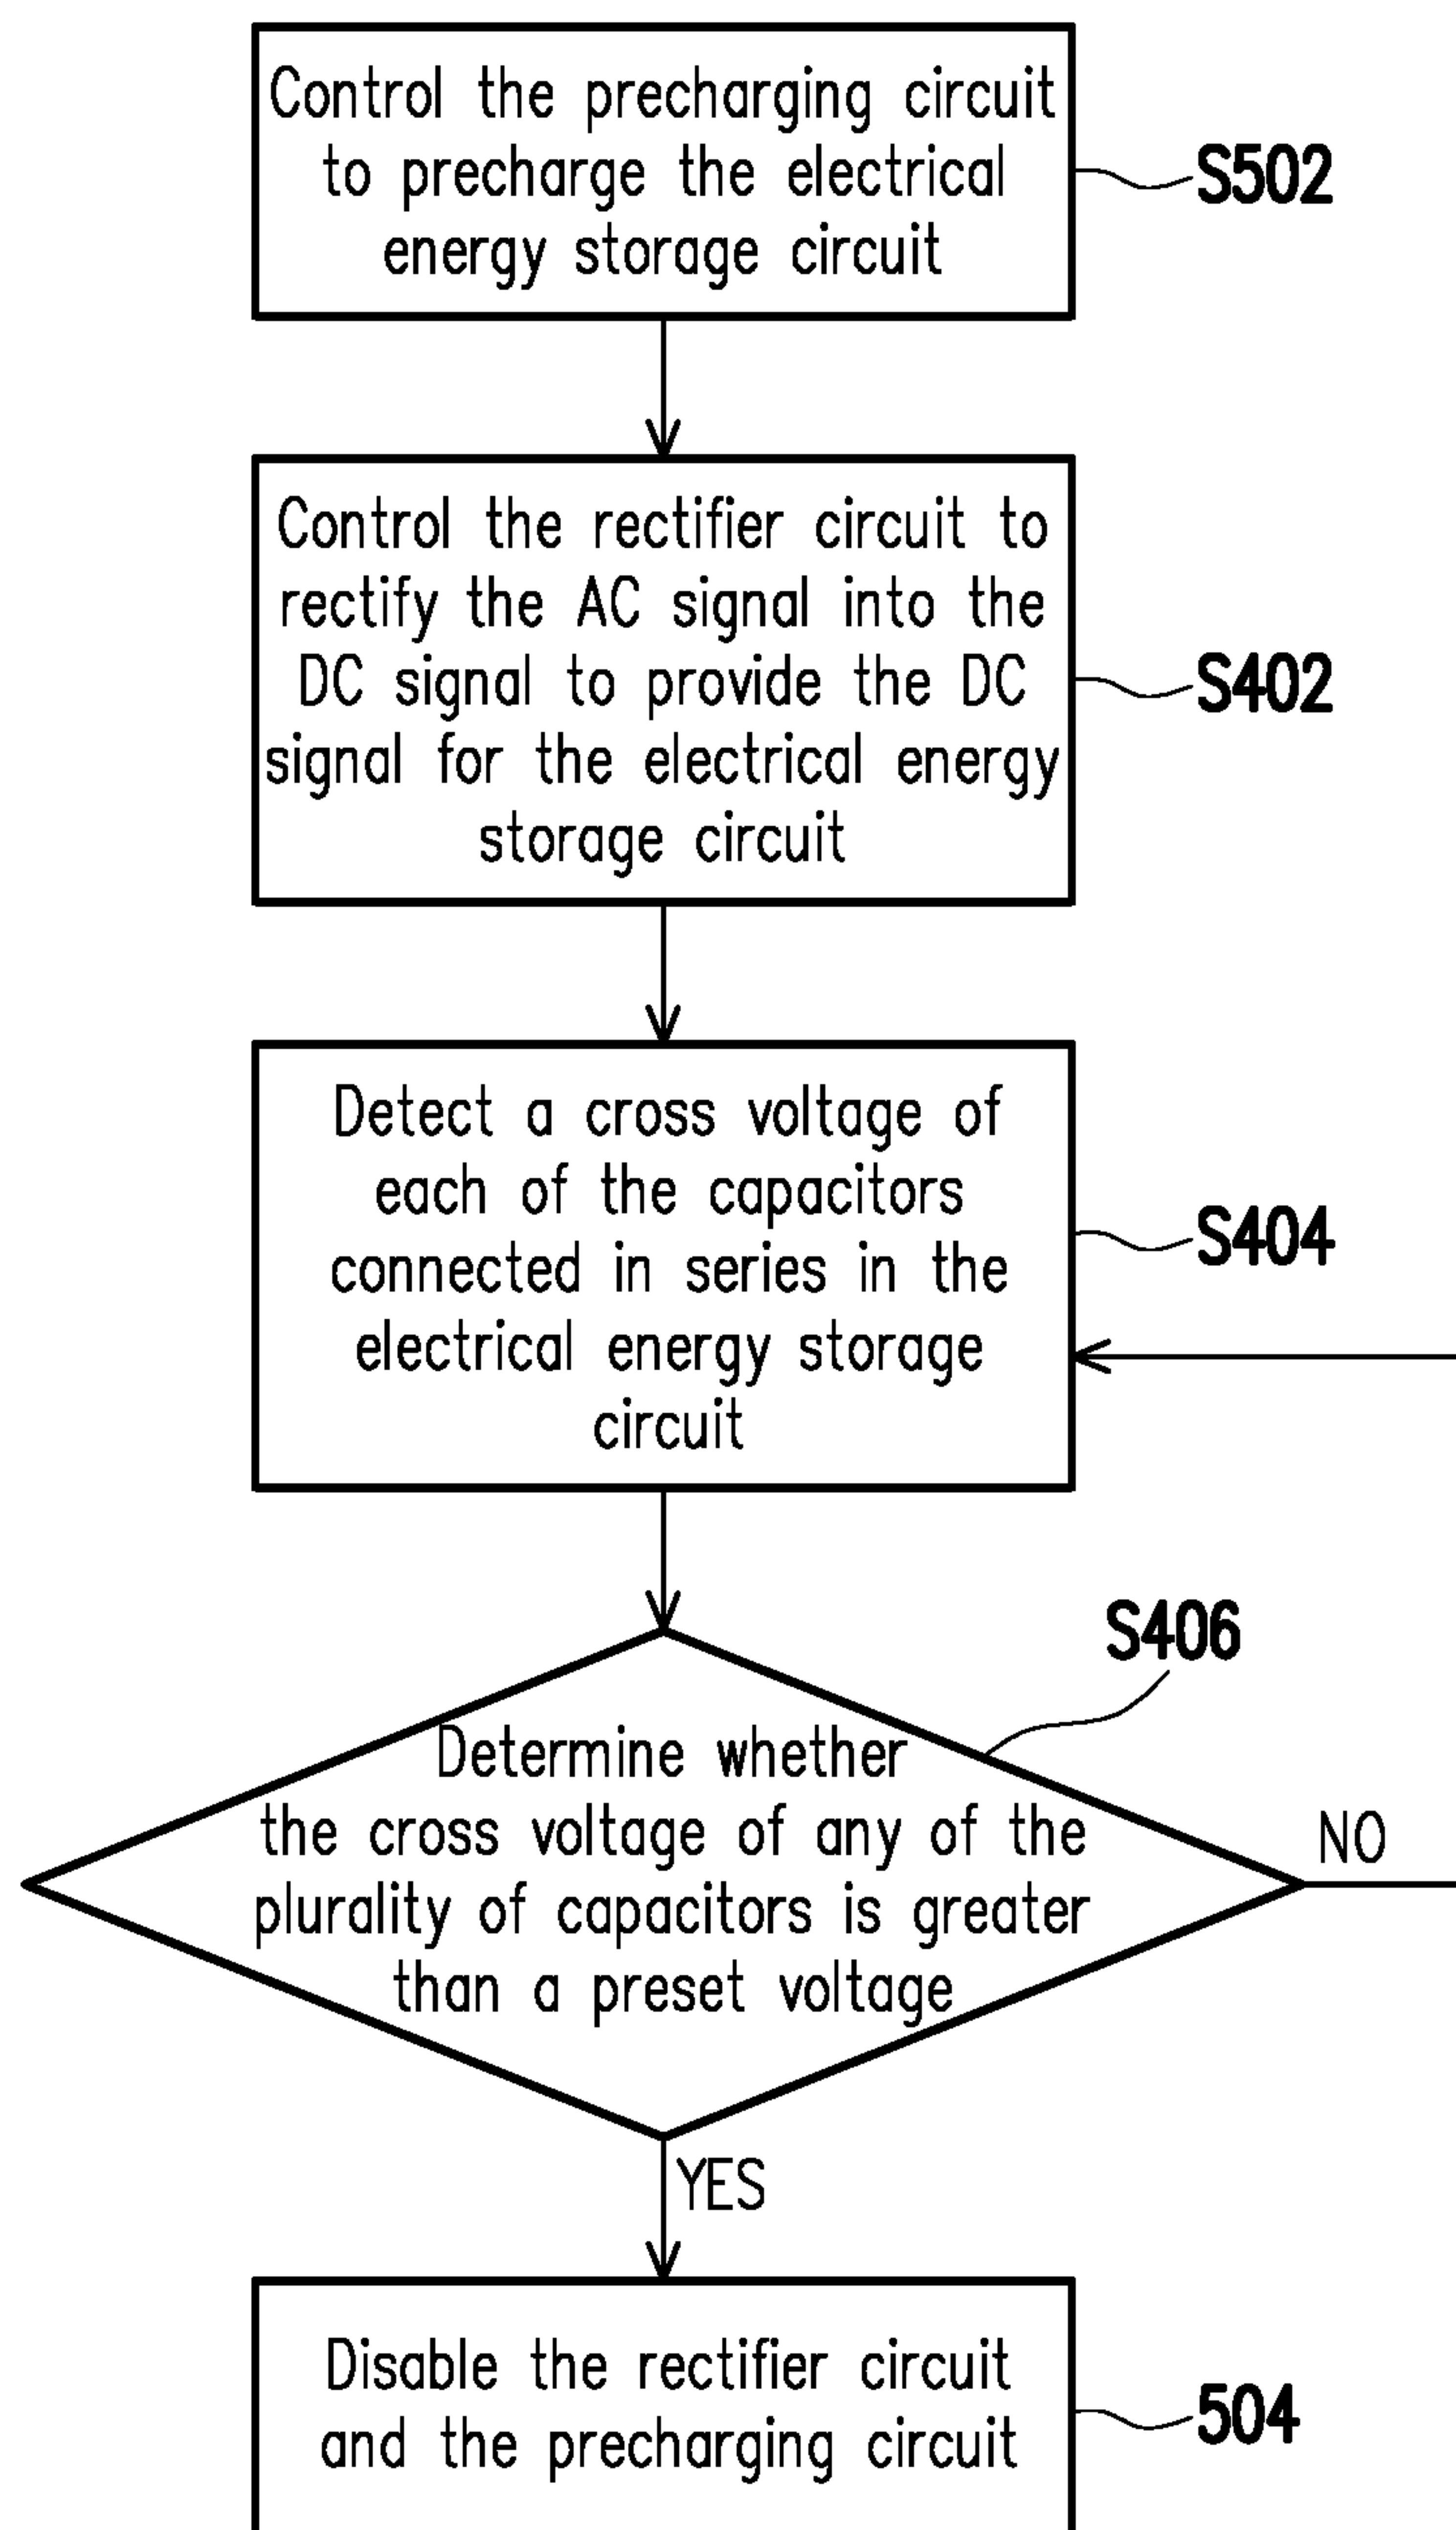 Control the precharging circuit
to precharge the electrical
energy storage circuit
S502
Control the rectifier circuit to
rectify the AC signal into the
DC signal to provide the DC
signal for the electrical energy
storage circuit
S402
Detect a cross voltage of
each of the capacitors
connected in series in the
electrical energy storage
circuit
S404
S406
Determine whether
the cross voltage of any of the
plurality of capacitors is greater
than a preset voltage
NO
YES
Disable the rectifier circuit
and the precharging circuit
504